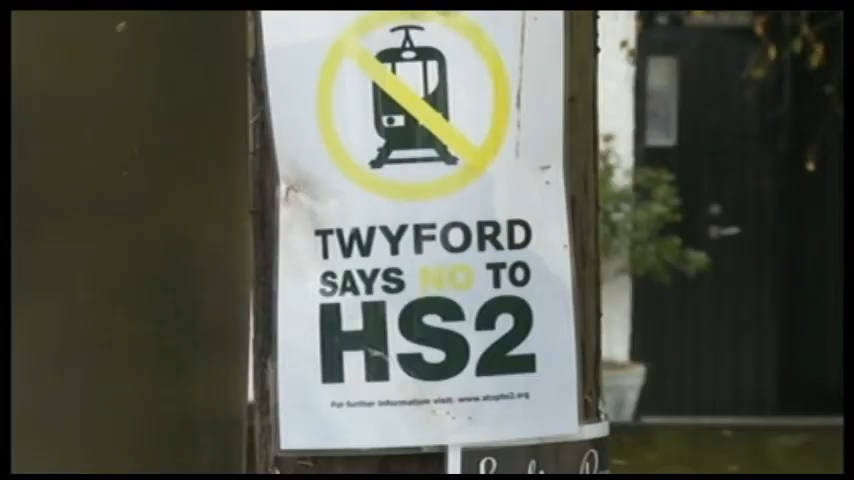 TWYFORD
SAYS NO TO
HS2
For further information visit: www.stophs2.org